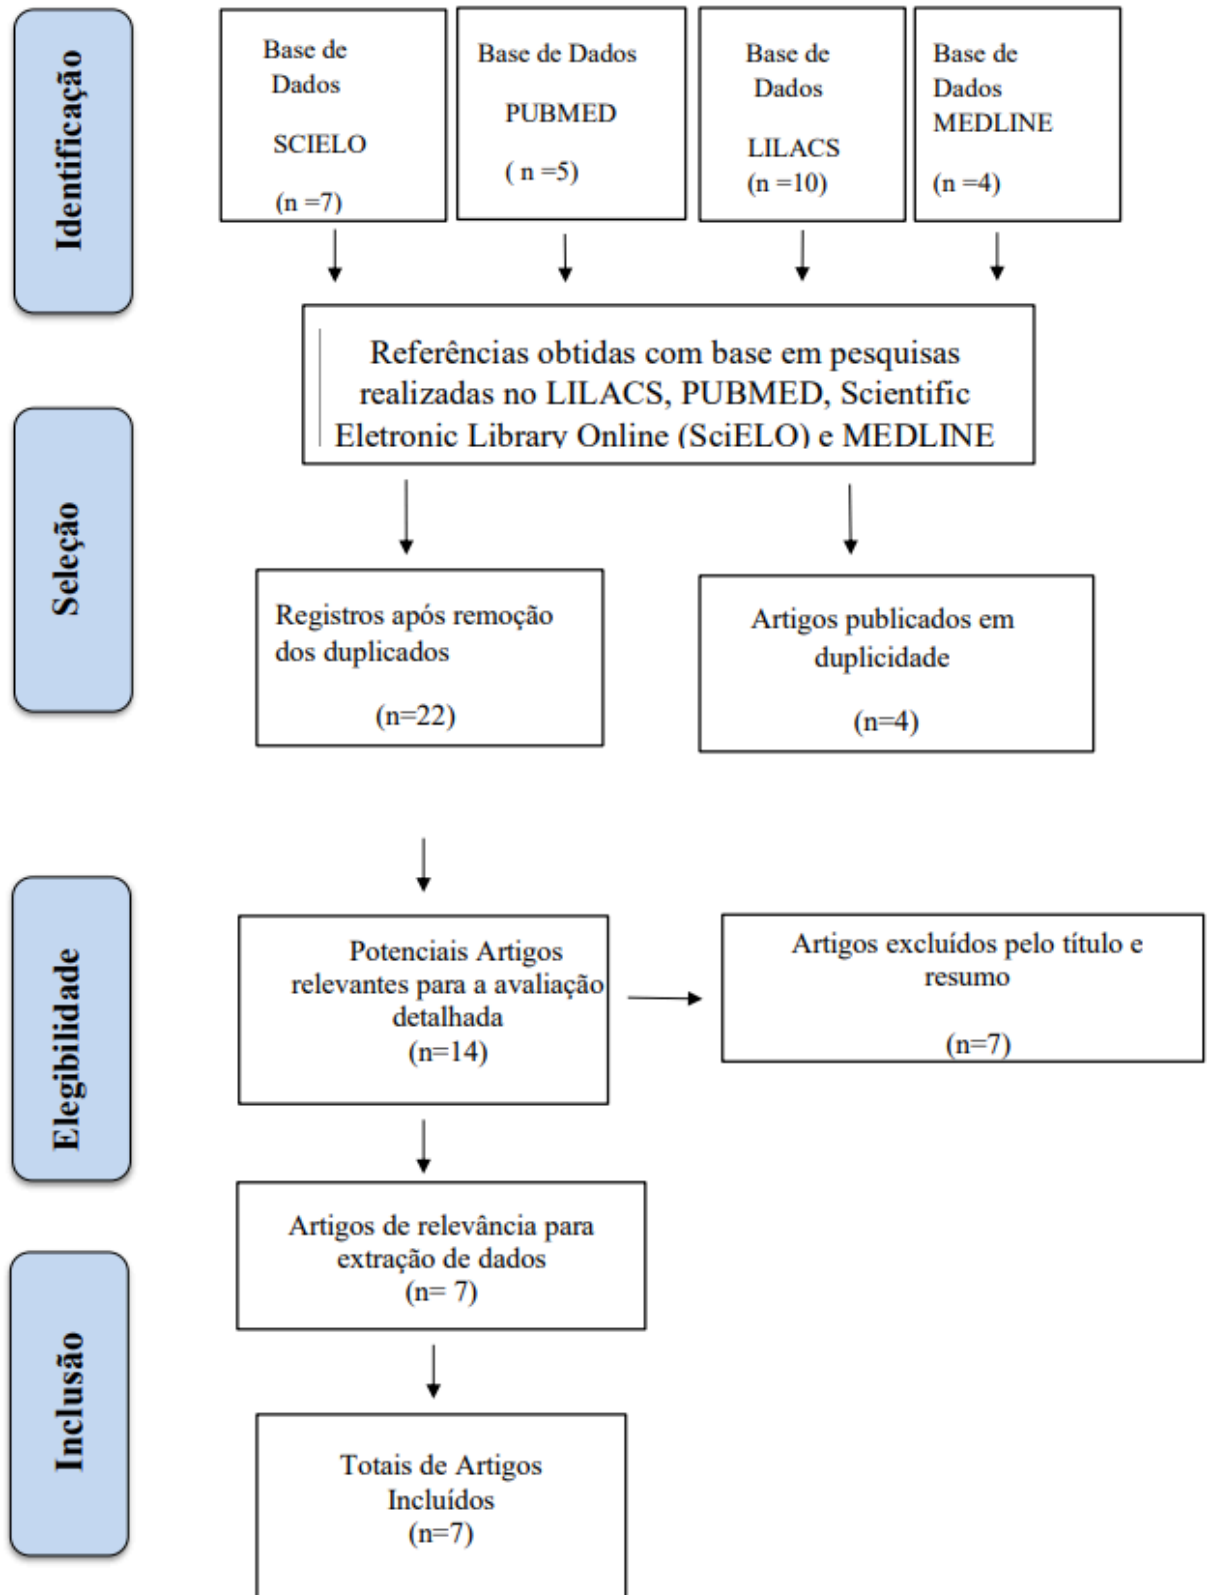 Identificação
Base de
Dados
SCIELO
(n =7)
Base de Dados
PUBMED
( n =5)
Base de
Dados
LILACS
(n =10)
Base de
Dados
MEDLINE
(n =4)
Referências obtidas com base em pesquisas
realizadas no LILACS, PUBMED, Scientific
Eletronic Library Online (SciELO) e MEDLINE
Seleção
Registros após remoção
dos duplicados
(n=22)
Artigos publicados em
duplicidade
(n=4)
Elegibilidade
Potenciais Artigos
relevantes para a avaliação
detalhada
(n=14)
Artigos excluídos pelo título e
resumo
(n=7)
Artigos de relevância para
extração de dados
(n= 7)
Inclusão
Totais de Artigos
Incluídos
(n=7)